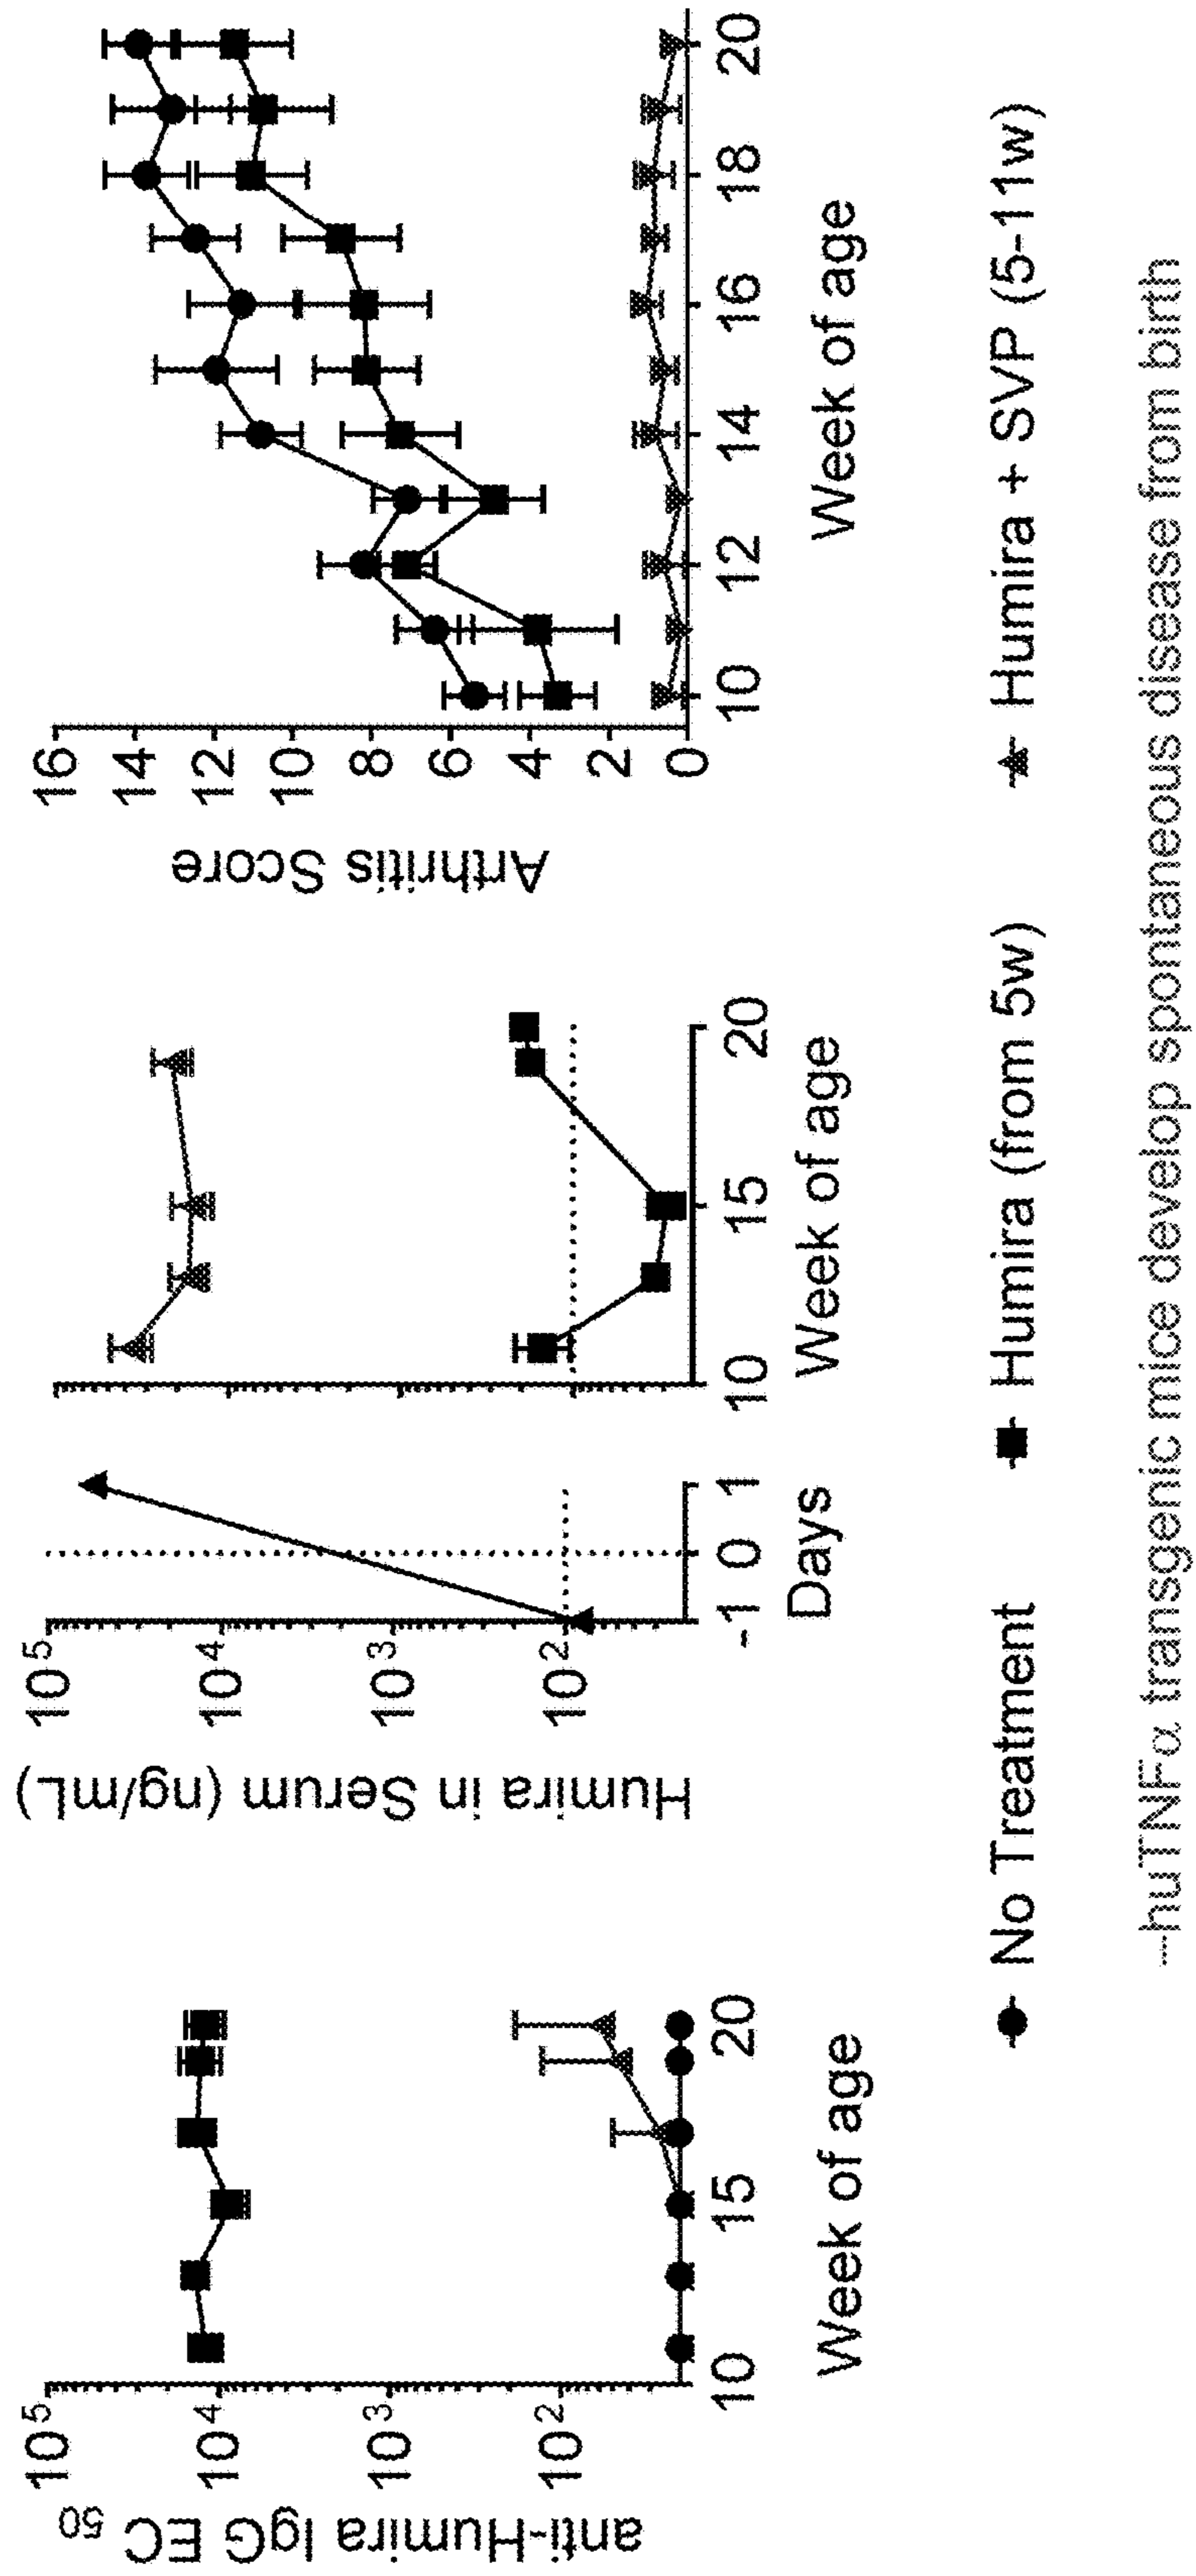 anti-Humira IgG EC 50
10 5
10 4
10 3
10 2
10 15 20
Week of age
Humira in Serum (ng/mL)
10 5
10 4
10 3
10 2
-1 0 1
Days
10 15 20
Week of age
Arthritis Score
16
14
12
10
8
6
4
2
0
10 12 14 16 18 20
Week of age
No Treatment Humira (from 5w) Humira + SVP (5-11w)
--huTNFα transgenic mice develop spontaneous disease from birth